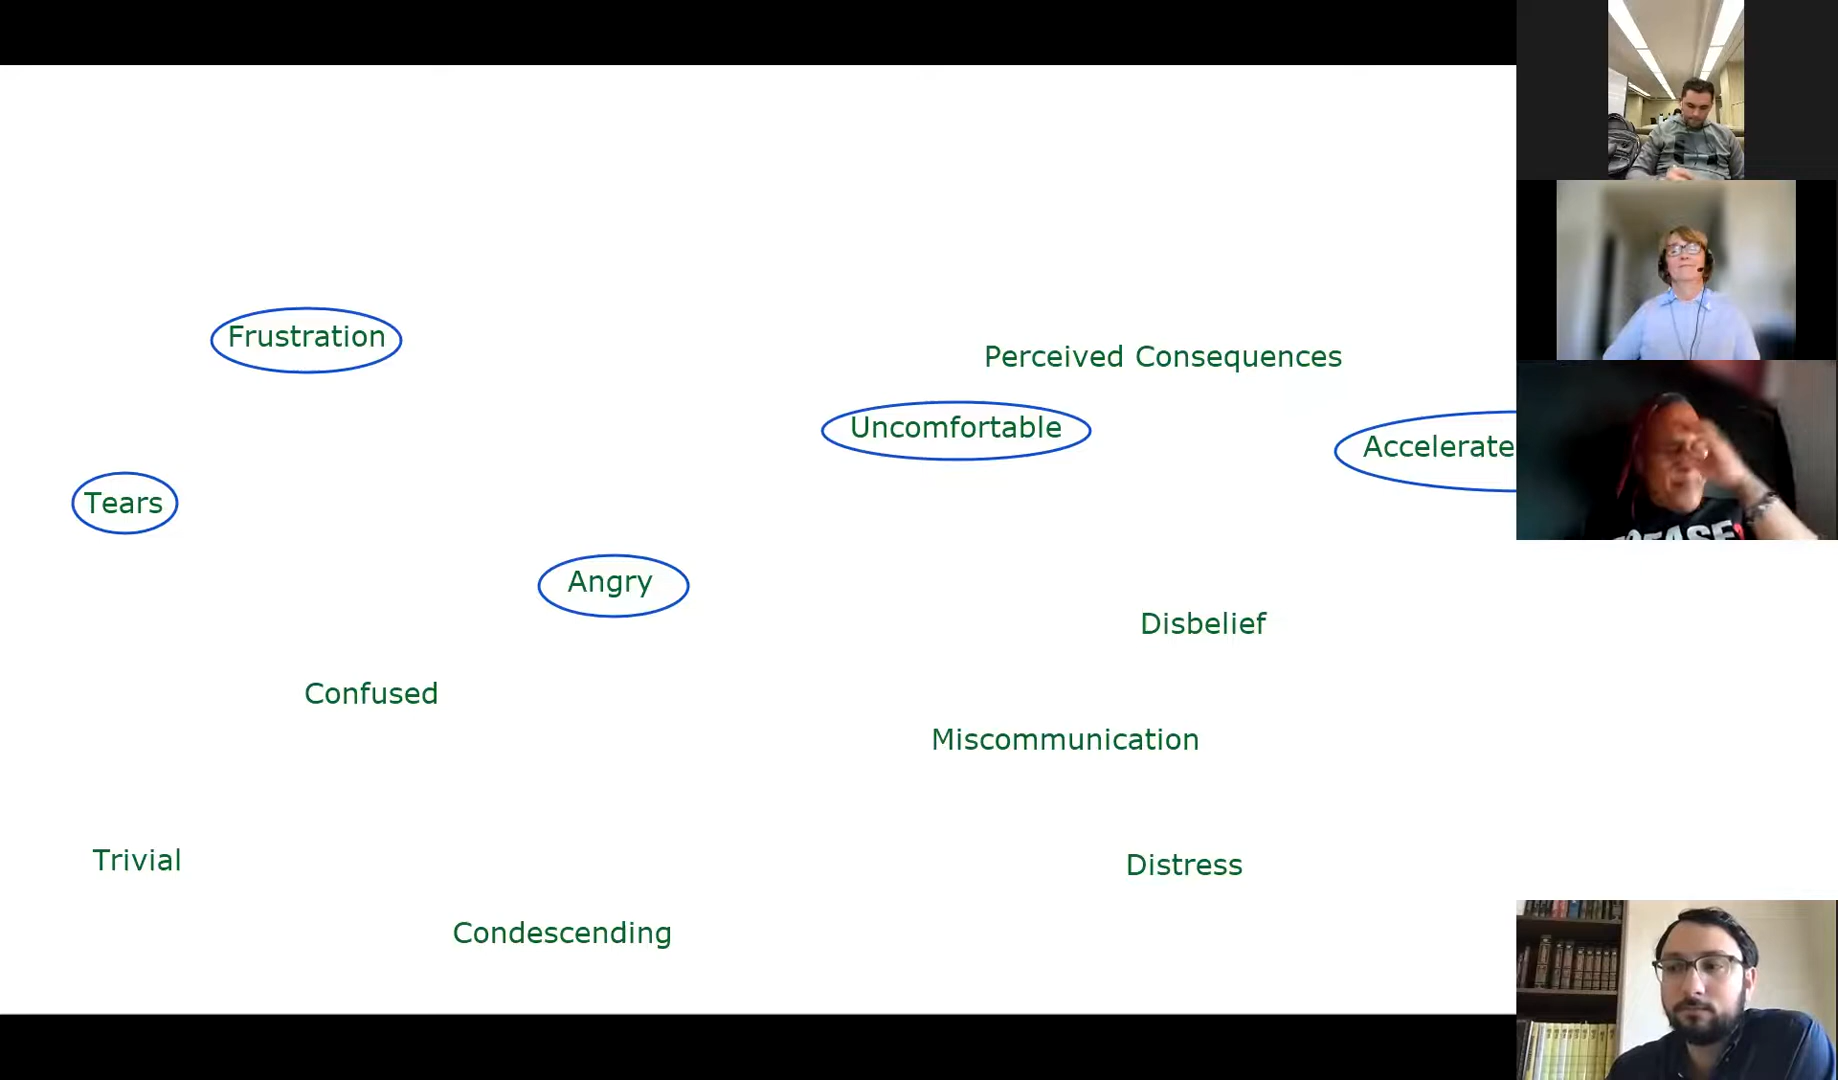 Frustration
Perceived Consequences
Uncomfortable
Accelerate
Tears
Angry
Disbelief
Confused
Miscommunication
Trivial
Distress
Condescending